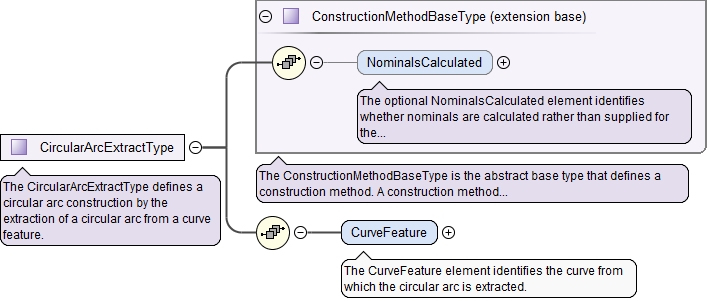 ConstructionMethodBaseType (extension base)
NominalsCalculated
The optional NominalsCalculated element identifies
whether nominals are calculated rather than supplied for
the...
CircularArcExtractType
The CircularArcExtractType defines a
circular arc construction by the
extraction of a circular arc from a curve
feature.
The ConstructionMethodBaseType is the abstract base type that defines a
construction method. A construction method...
CurveFeature
The CurveFeature element identifies the curve from
which the circular arc is extracted.